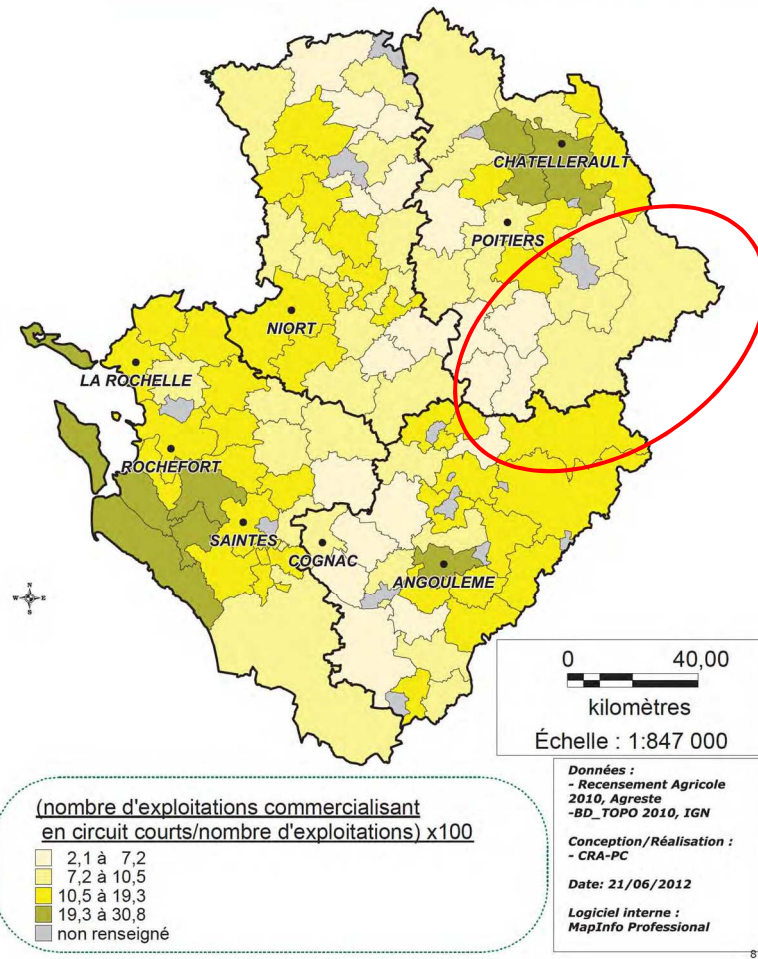 CHATELLERAULT
POITIERS
NIORT
LA ROCHELLE
ROCHEFORT
SAINTES
COGNAC
ANGOULEME
N
W E
S
0 40,00
kilomètres
Échelle : 1:847 000
(nombre d'exploitations commercialisant
en circuit courts/nombre d'exploitations) x100
2,1 à 7,2
7,2 à 10,5
10,5 à 19,3
19,3 à 30,8
non renseigné
Données :
- Recensement Agricole
2010, Agreste
-BD_TOPO 2010, IGN
Conception/Réalisation :
- CRA-PC
Date: 21/06/2012
Logiciel interne :
MapInfo Professional
8